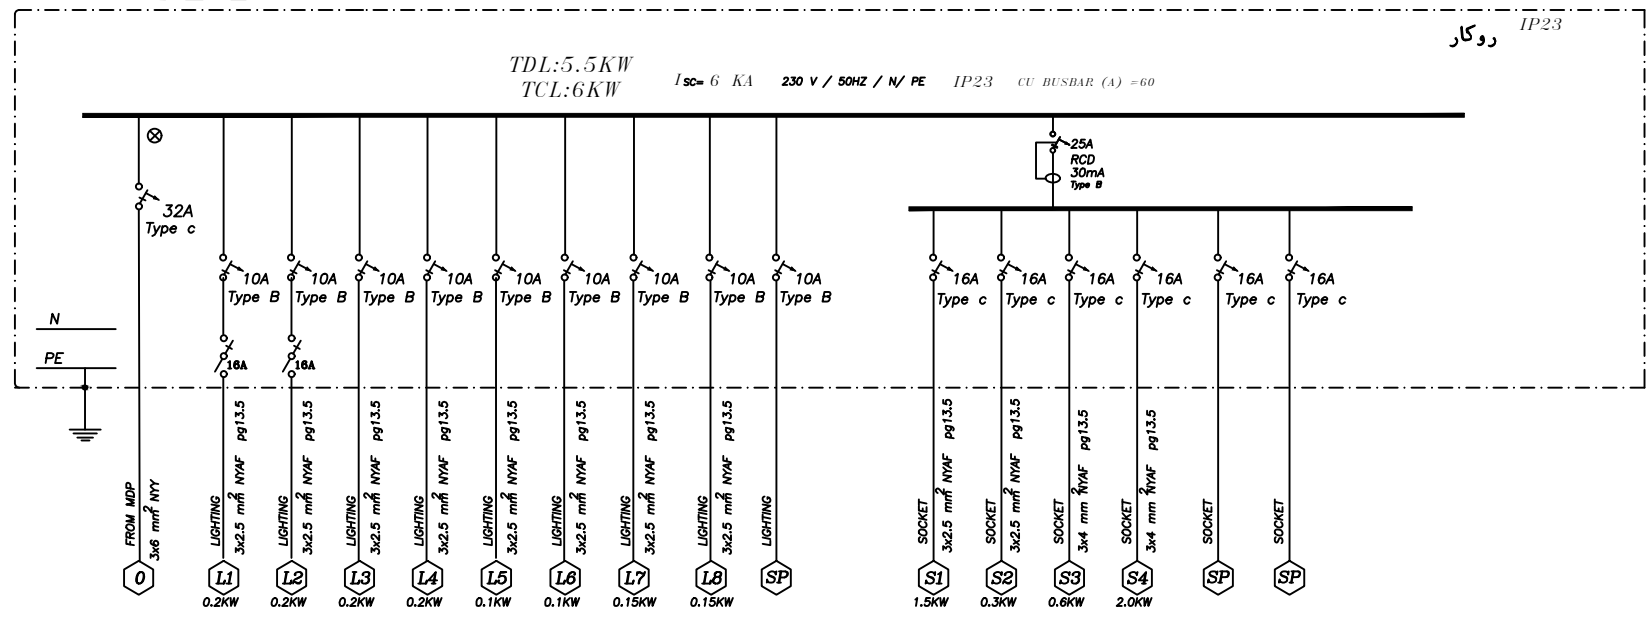 IP23
روکار
TDL:5.5KW
TCL:6KW
Isc= 6 KA 230 V / 50HZ / N/ PE IP23 CU BUSBAR (A) =60
25A
RCD
30mA
Type B
32A
Type c
10A
Type B
10A
Type B
10A
Type B
10A
Type B
10A
Type B
10A
Type B
10A
Type B
10A
Type B
10A
Type B
16A
Type c
16A
Type c
16A
Type c
16A
Type c
16A
Type c
16A
Type c
N
PE
16A
16A
FROM MDP
3x6 mm2 NYY
LIGHTING
3x2.5 mm2 NYAF pg13.5
LIGHTING
3x2.5 mm2 NYAF pg13.5
LIGHTING
3x2.5 mm2 NYAF pg13.5
LIGHTING
3x2.5 mm2 NYAF pg13.5
LIGHTING
3x2.5 mm2 NYAF pg13.5
LIGHTING
3x2.5 mm2 NYAF pg13.5
LIGHTING
3x2.5 mm2 NYAF pg13.5
LIGHTING
3x2.5 mm2 NYAF pg13.5
LIGHTING
SOCKET
3x2.5 mm2 NYAF pg13.5
SOCKET
3x2.5 mm2 NYAF pg13.5
SOCKET
3x4 mm2 NYAF pg13.5
SOCKET
3x4 mm2 NYAF pg13.5
SOCKET
SOCKET
0 L1 L2 L3 L4 L5 L6 L7 L8 SP S1 S2 S3 S4 SP SP
0.2KW 0.2KW 0.2KW 0.2KW 0.1KW 0.1KW 0.15KW 0.15KW 1.5KW 0.3KW 0.6KW 2.0KW